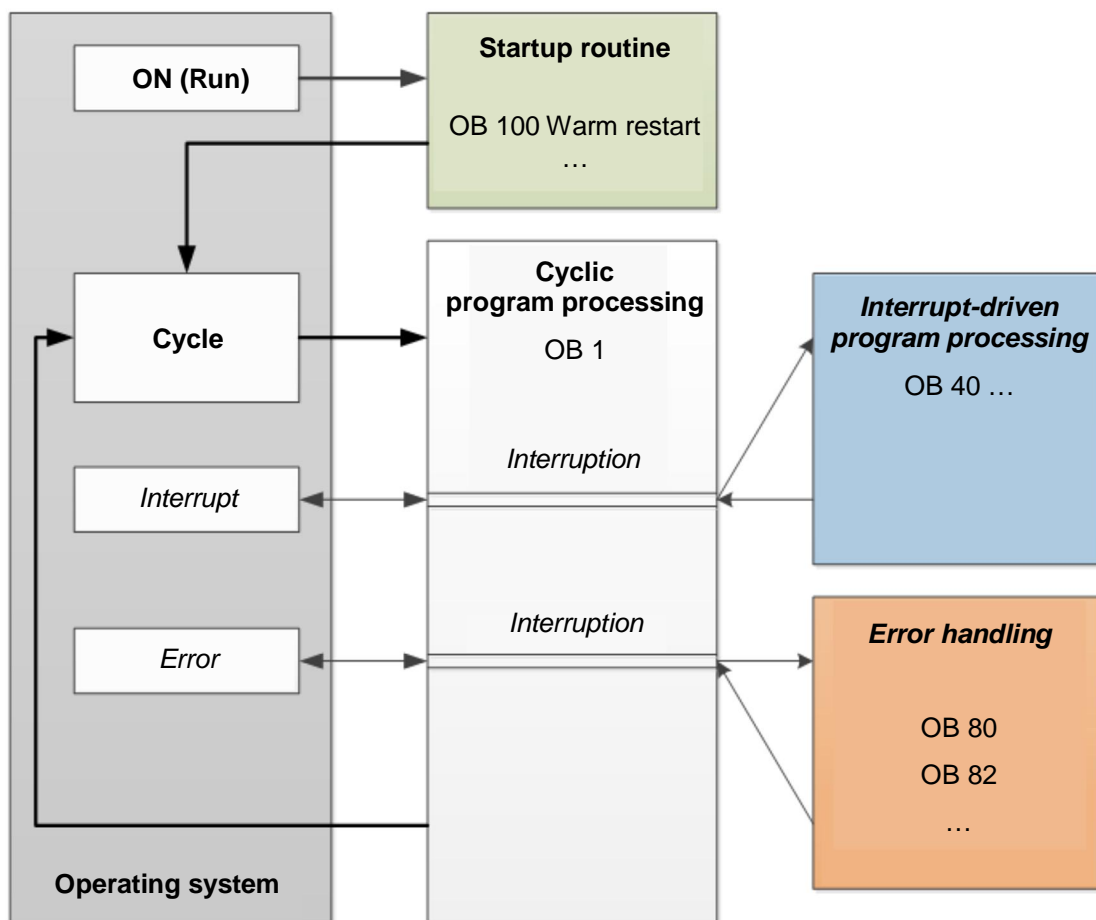 ON (Run)
Startup routine
OB 100 Warm restart
…
Cycle
Cyclic
program processing
OB 1
Interrupt-driven
program processing
OB 40 …
Interruption
Interrupt
Interruption
Error
Error handling
OB 80
OB 82
…
Operating system